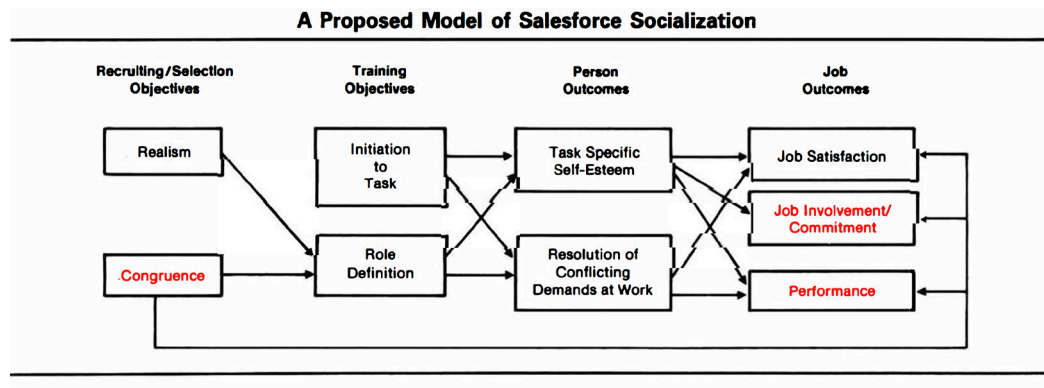 A Proposed Model of Salesforce Socialization
Recruiting/Selection
Objectives
Training
Objectives
Person
Outcomes
Job
Outcomes
Realism
Initiation
to
Task
Task Specific
Self-Esteem
Job Satisfaction
Job Involvement/
Commitment
.Congruence
Role
Definition
Resolution of
Conflicting
Demands at Work
Performance